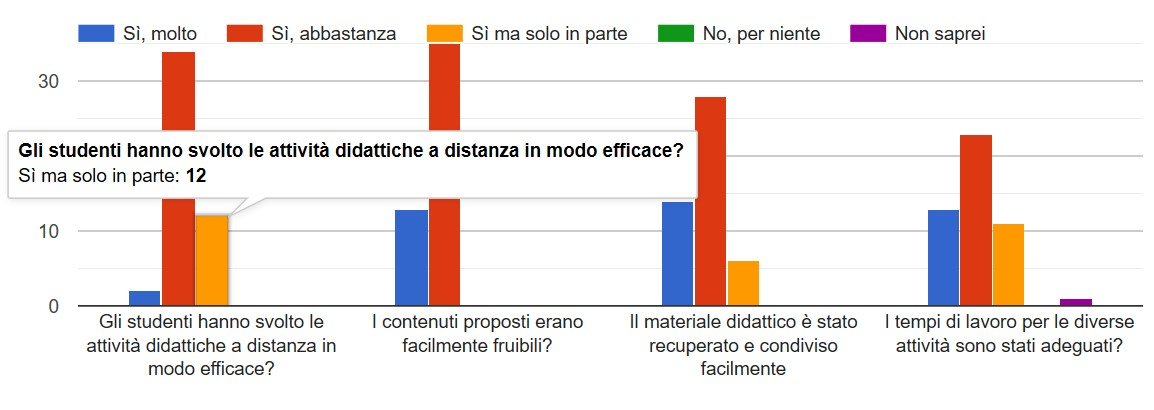 Sì, molto Sì, abbastanza Sì ma solo in parte No, per niente Non saprei
30
Gli studenti hanno svolto le attività didattiche a distanza in modo efficace?
Sì ma solo in parte: 12
10
0
Gli studenti hanno svolto le
attività didattiche a distanza in
modo efficace?
I contenuti proposti erano
facilmente fruibili?
Il materiale didattico è stato
recuperato e condiviso
facilmente
I tempi di lavoro per le diverse
attività sono stati adeguati?